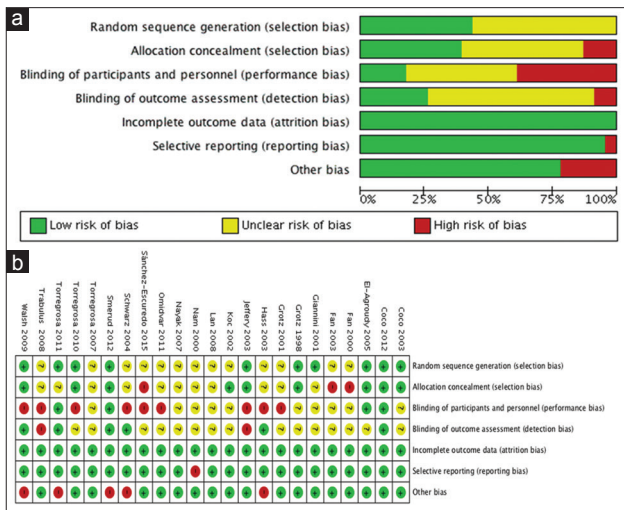 a
Random sequence generation (selection bias)
Allocation concealment (selection bias)
Blinding of participants and personnel (performance bias)
Blinding of outcome assessment (detection bias)
Incomplete outcome data (attrition bias)
Selective reporting (reporting bias)
Other bias
0% 25% 50% 75% 100%
Low risk of bias Unclear risk of bias High risk of bias
b
Walsh 2009
Trabulus 2008
Torregrosa 2011
Torregrosa 2010
Torregrosa 2007
Smerud 2012
Schwarz 2004
Sànchez-Escuredo 2015
Omidvar 2011
Nayak 2007
Nam 2000
Lan 2008
Koc 2002
Jeffery 2003
Hass 2003
Grotz 2001
Grotz 1998
Giannini 2001
Fan 2003
Fan 2000
El-Agroudy 2005
Coco 2012
Coco 2003
Random sequence generation (selection bias)
Allocation concealment (selection bias)
Blinding of participants and personnel (performance bias)
Blinding of outcome assessment (detection bias)
Incomplete outcome data (attrition bias)
Selective reporting (reporting bias)
Other bias